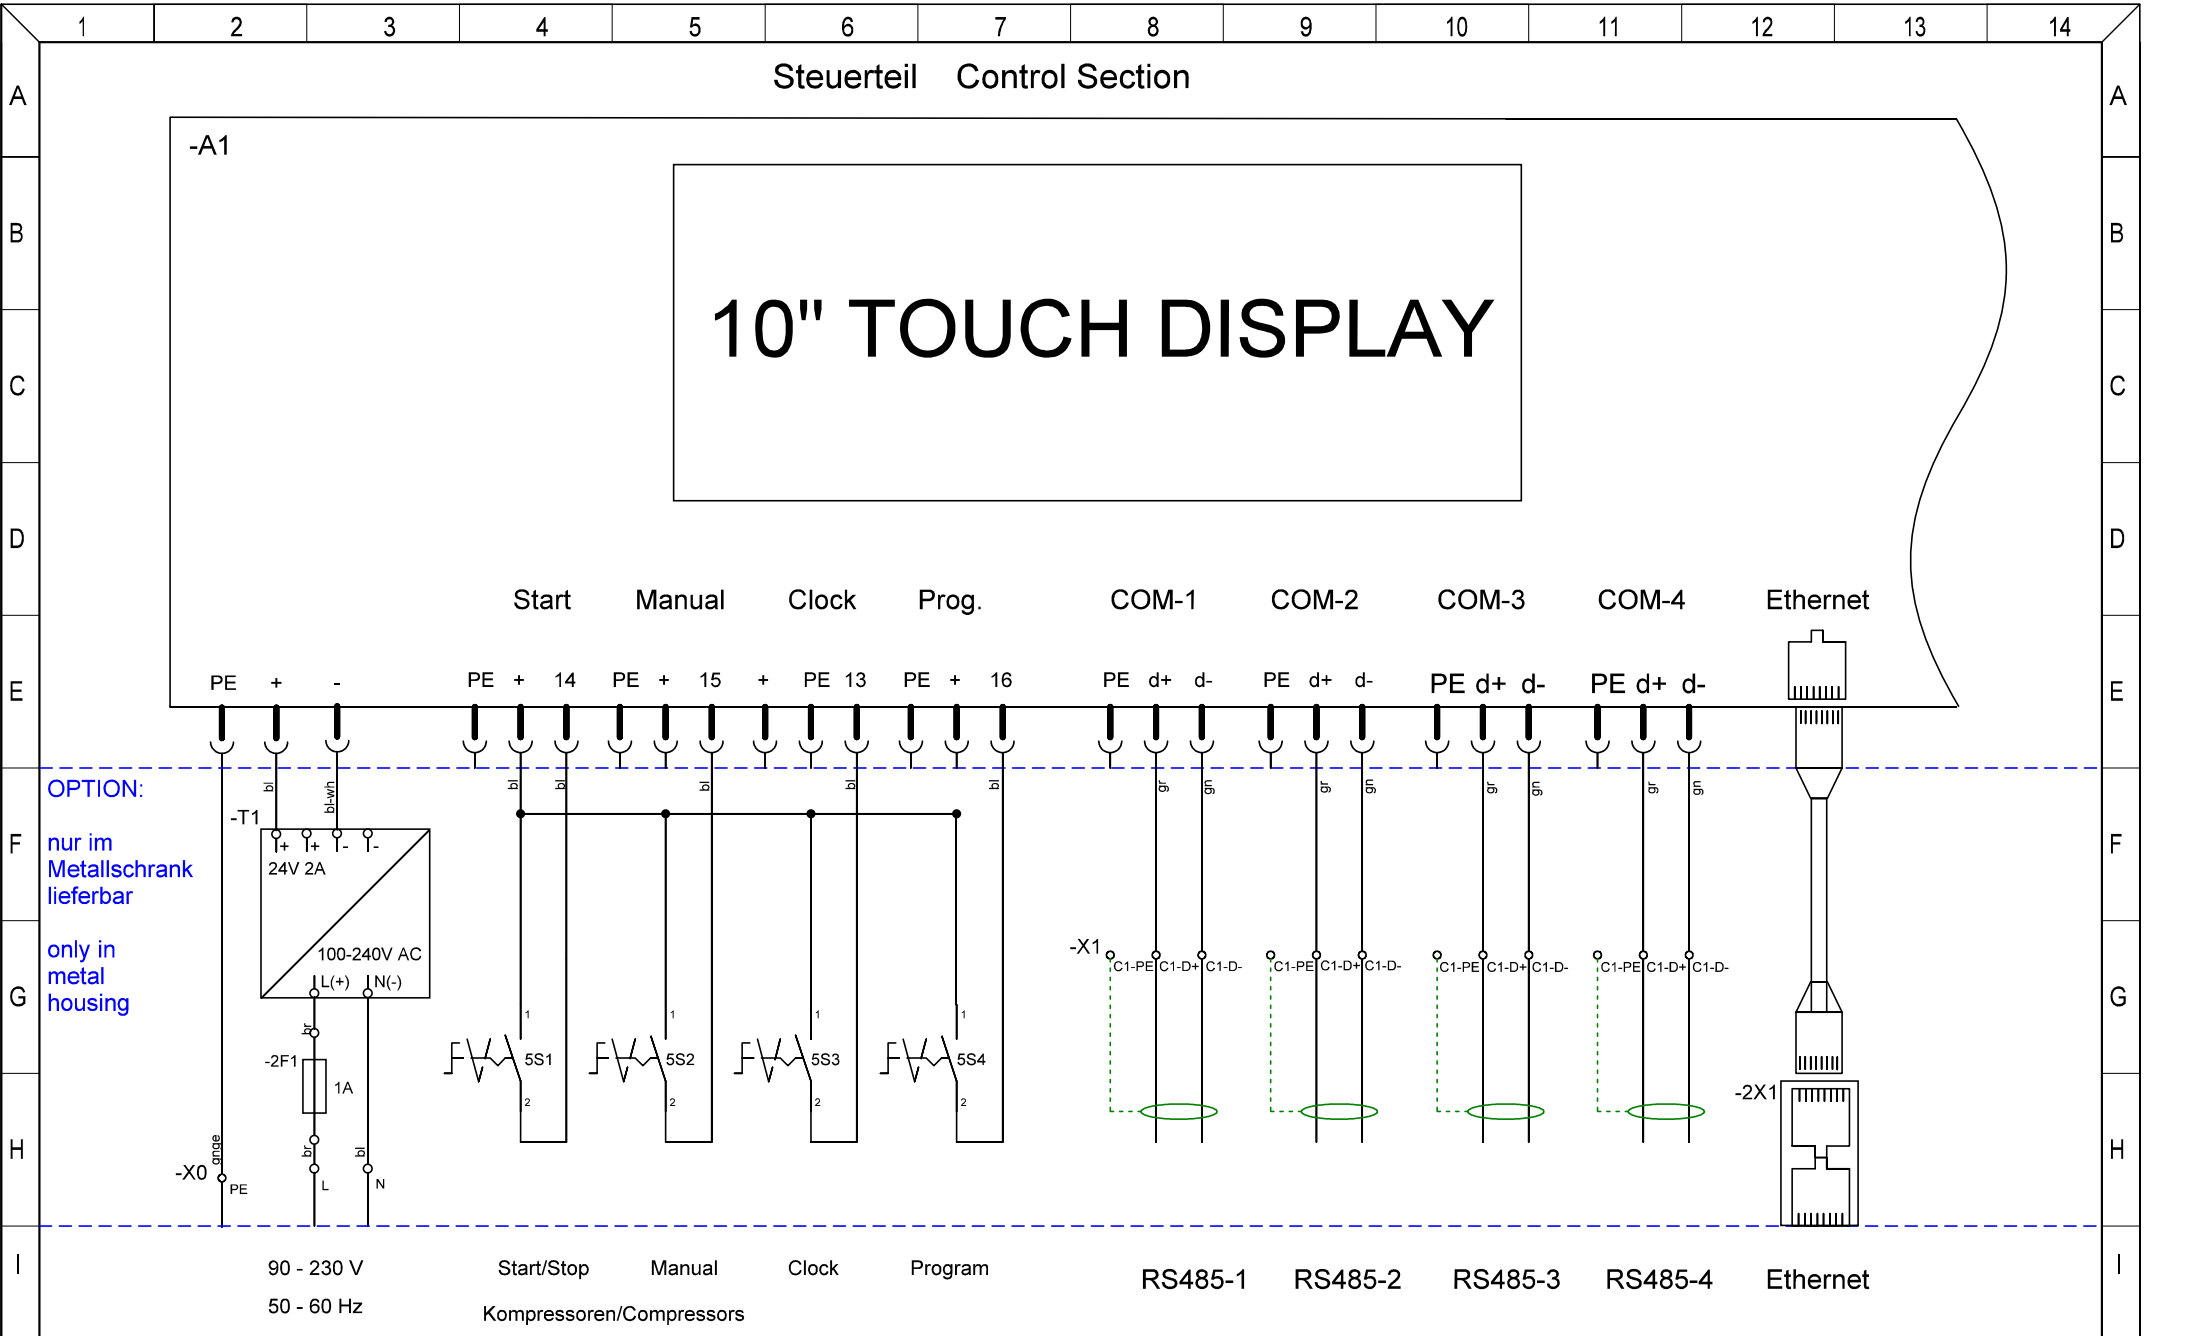 1 2 3 4 5 6 7 8 9 10 11 12 13 14
Steuerteil Control Section
A A
-A1
B B
10" TOUCH DISPLAY
C C
D D
Start Manual Clock Prog. COM-1 COM-2 COM-3 COM-4 Ethernet
E E
PE + - PE + 14 PE + 15 + PE 13 PE + 16 PE d+ d- PE d+ d- PE d+ d- PE d+ d-
bl bl-wh bl bl bl bl bl gr gn gr gn gr gn gr gn
OPTION:
-T1
F F
nur im
Metallschrank
lieferbar
+ + - -
24V 2A
only in
metal
housing
100-240V AC
L(+) N(-)
-X1
C1-PE C1-D+ C1-D- C1-PE C1-D+ C1-D- C1-PE C1-D+ C1-D- C1-PE C1-D+ C1-D-
G G
br
1 1 1 1
-2F1
5S1 5S2 5S3 5S4
1A
2 2 2 2
-2X1
H H
gnge br bl
-X0
PE L N
I I
90 - 230 V Start/Stop Manual Clock Program RS485-1 RS485-2 RS485-3 RS485-4 Ethernet
50 - 60 Hz
Kompressoren/Compressors